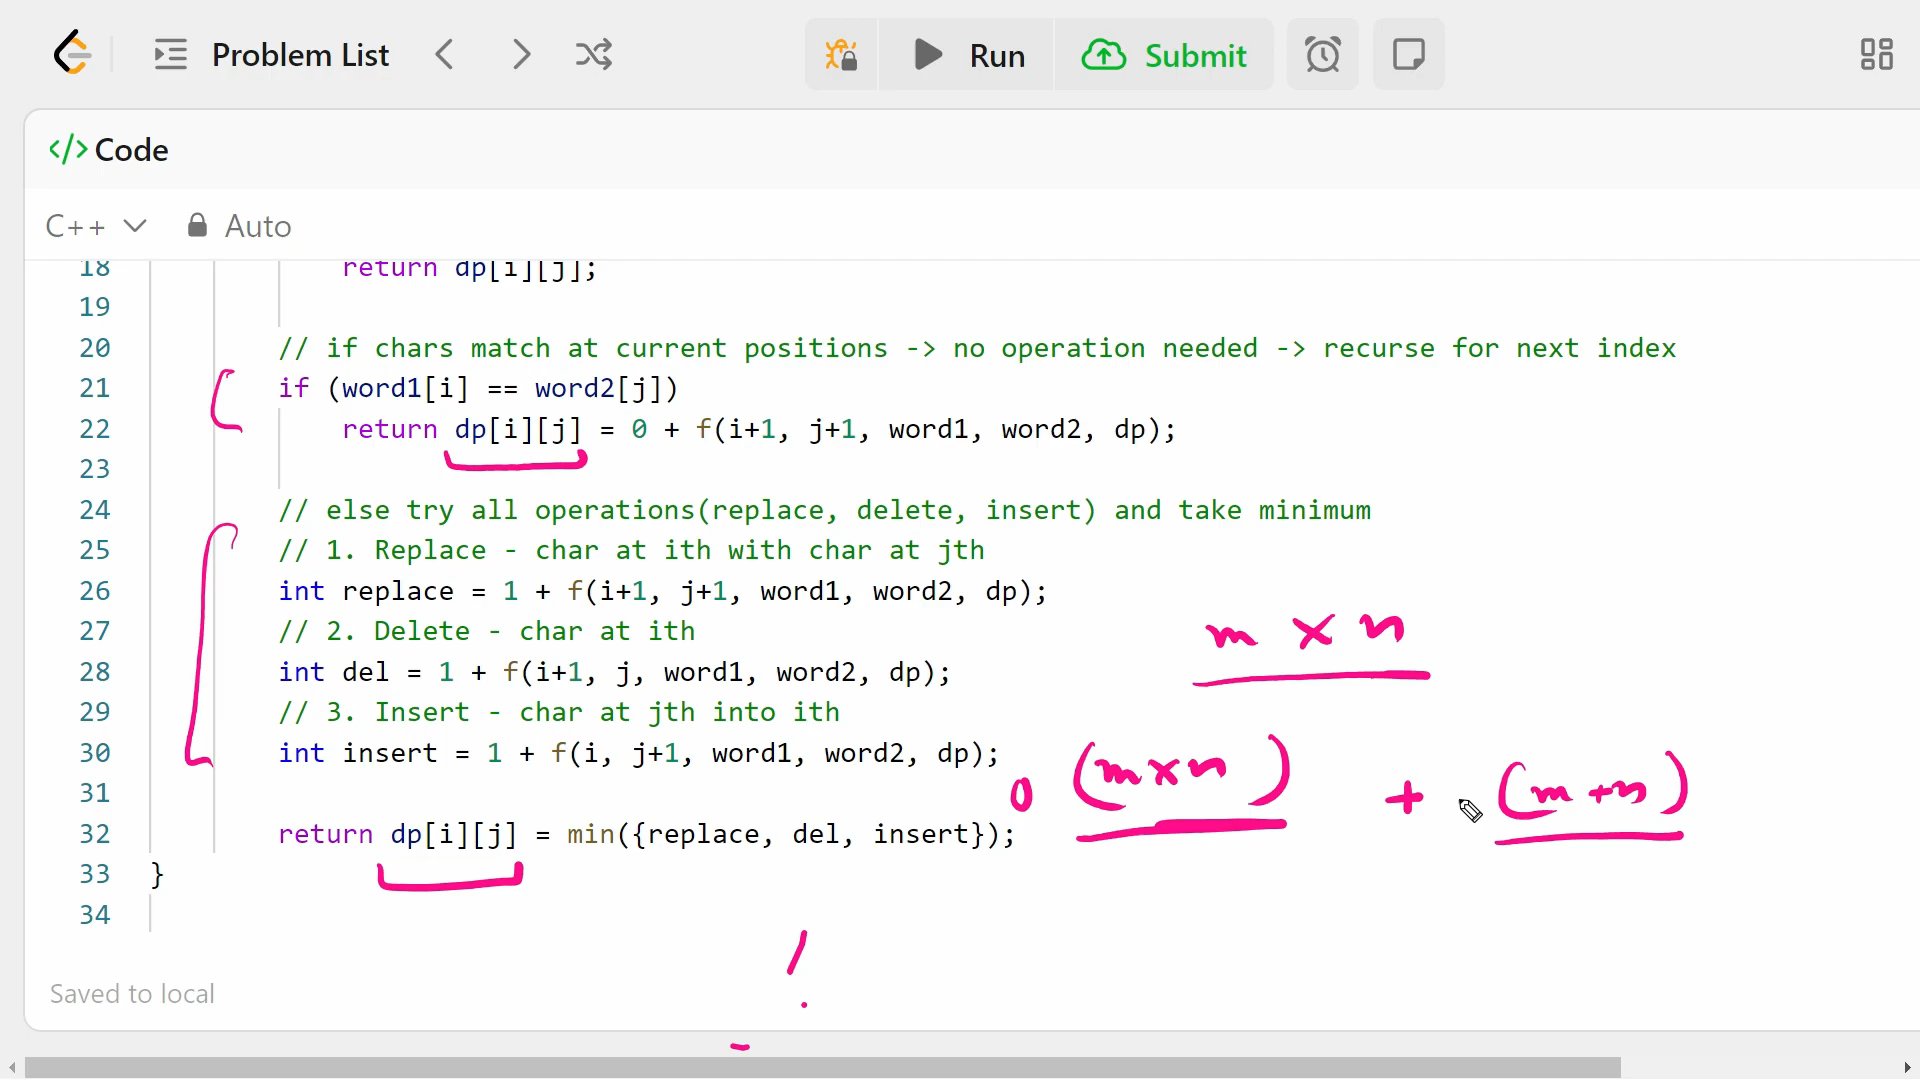 Problem List
Run
Submit
</> Code
C++
Auto
18 return dp[i][j];
19
20 // if chars match at current positions -> no operation needed -> recurse for next index
21 if (word1[i] == word2[j])
22 return dp[i][j] = 0 + f(i+1, j+1, word1, word2, dp);
23
24 // else try all operations(replace, delete, insert) and take minimum
25 // 1. Replace - char at ith with char at jth
26 int replace = 1 + f(i+1, j+1, word1, word2, dp);
27 // 2. Delete - char at ith
m × n
28 int del = 1 + f(i+1, j, word1, word2, dp);
29 // 3. Insert - char at jth into ith
30 int insert = 1 + f(i, j+1, word1, word2, dp);
31
O (m×n) + (m+n)
32 return dp[i][j] = min({replace, del, insert});
33 }
34
Saved to local